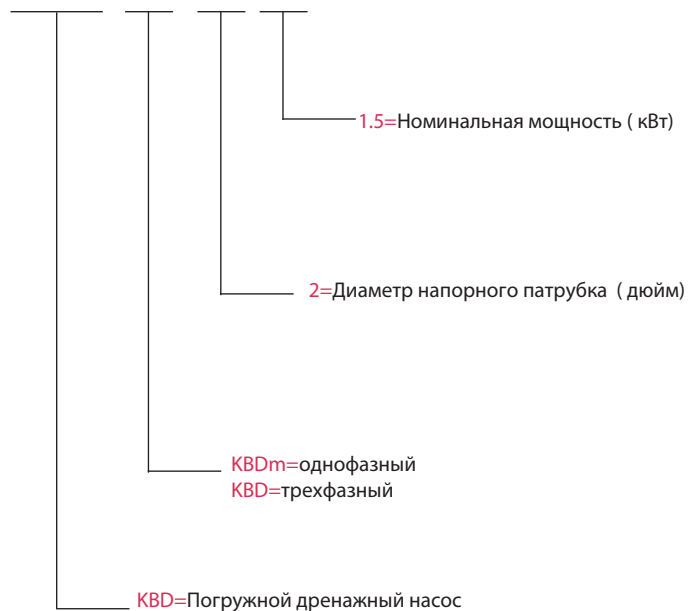 1.5=Номинальная мощность ( кВт)
2=Диаметр напорного патрубка ( дюйм)
KBDm=однофазный
KBD=трехфазный
KBD=Погружной дренажный насос